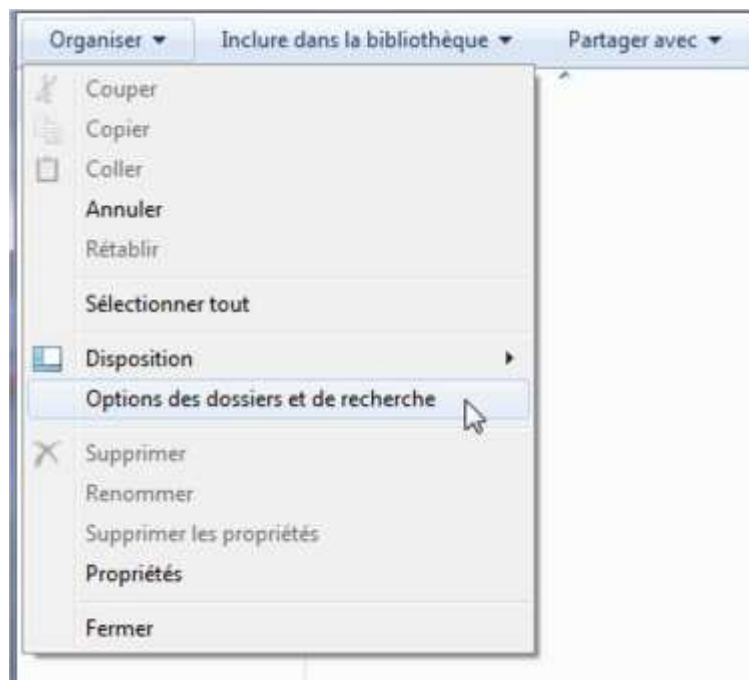 Organiser Inclure dans la bibliothèque Partager avec
Couper
Copier
Coller
Annuler
Rétablir
Sélectionner tout
Disposition
Options des dossiers et de recherche
Supprimer
Renommer
Supprimer les propriétés
Propriétés
Fermer